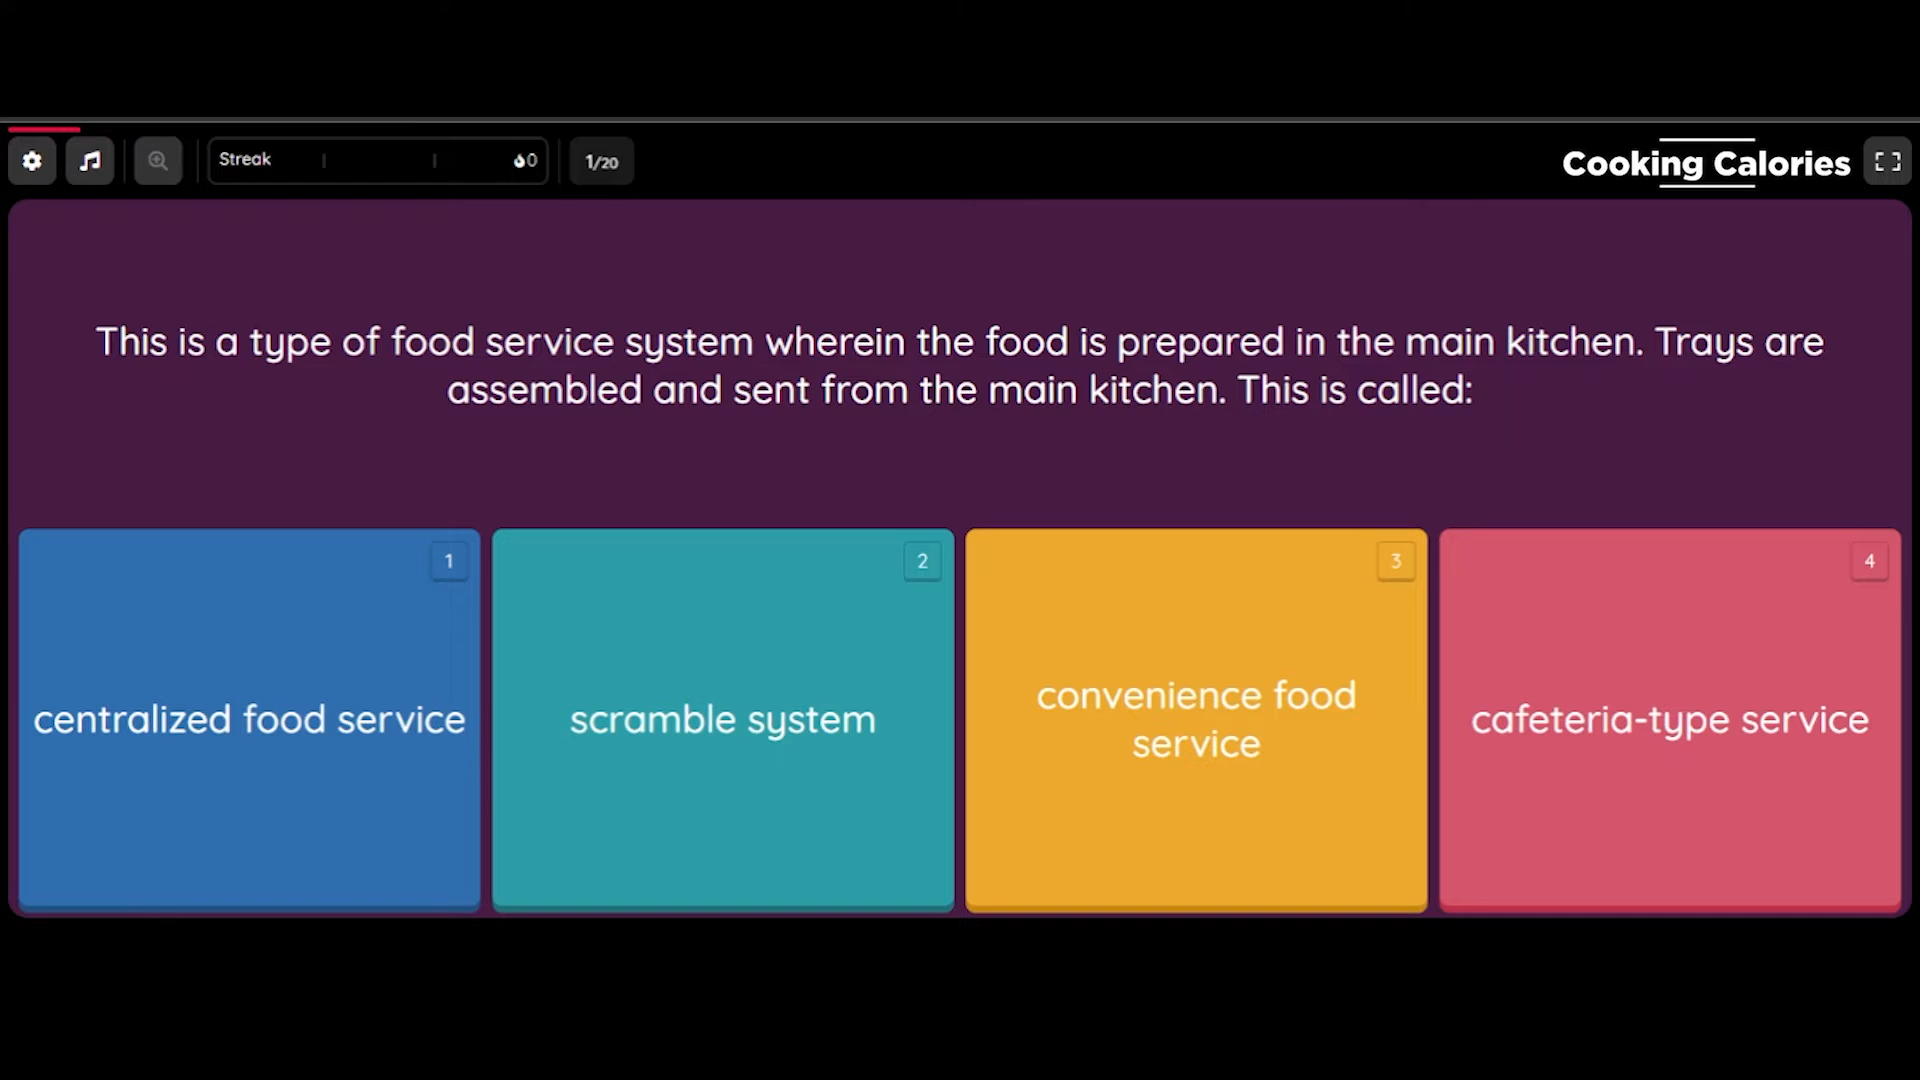 Streak
0
1/20
Cooking Calories
This is a type of food service system wherein the food is prepared in the main kitchen. Trays are
assembled and sent from the main kitchen. This is called:
1
centralized food service
2
scramble system
3
convenience food
service
4
cafeteria-type service